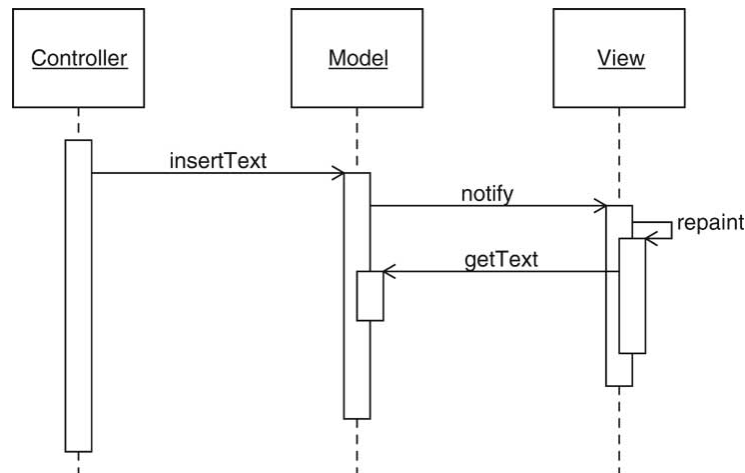 Controller
Model
View
insertText
notify
repaint
getText